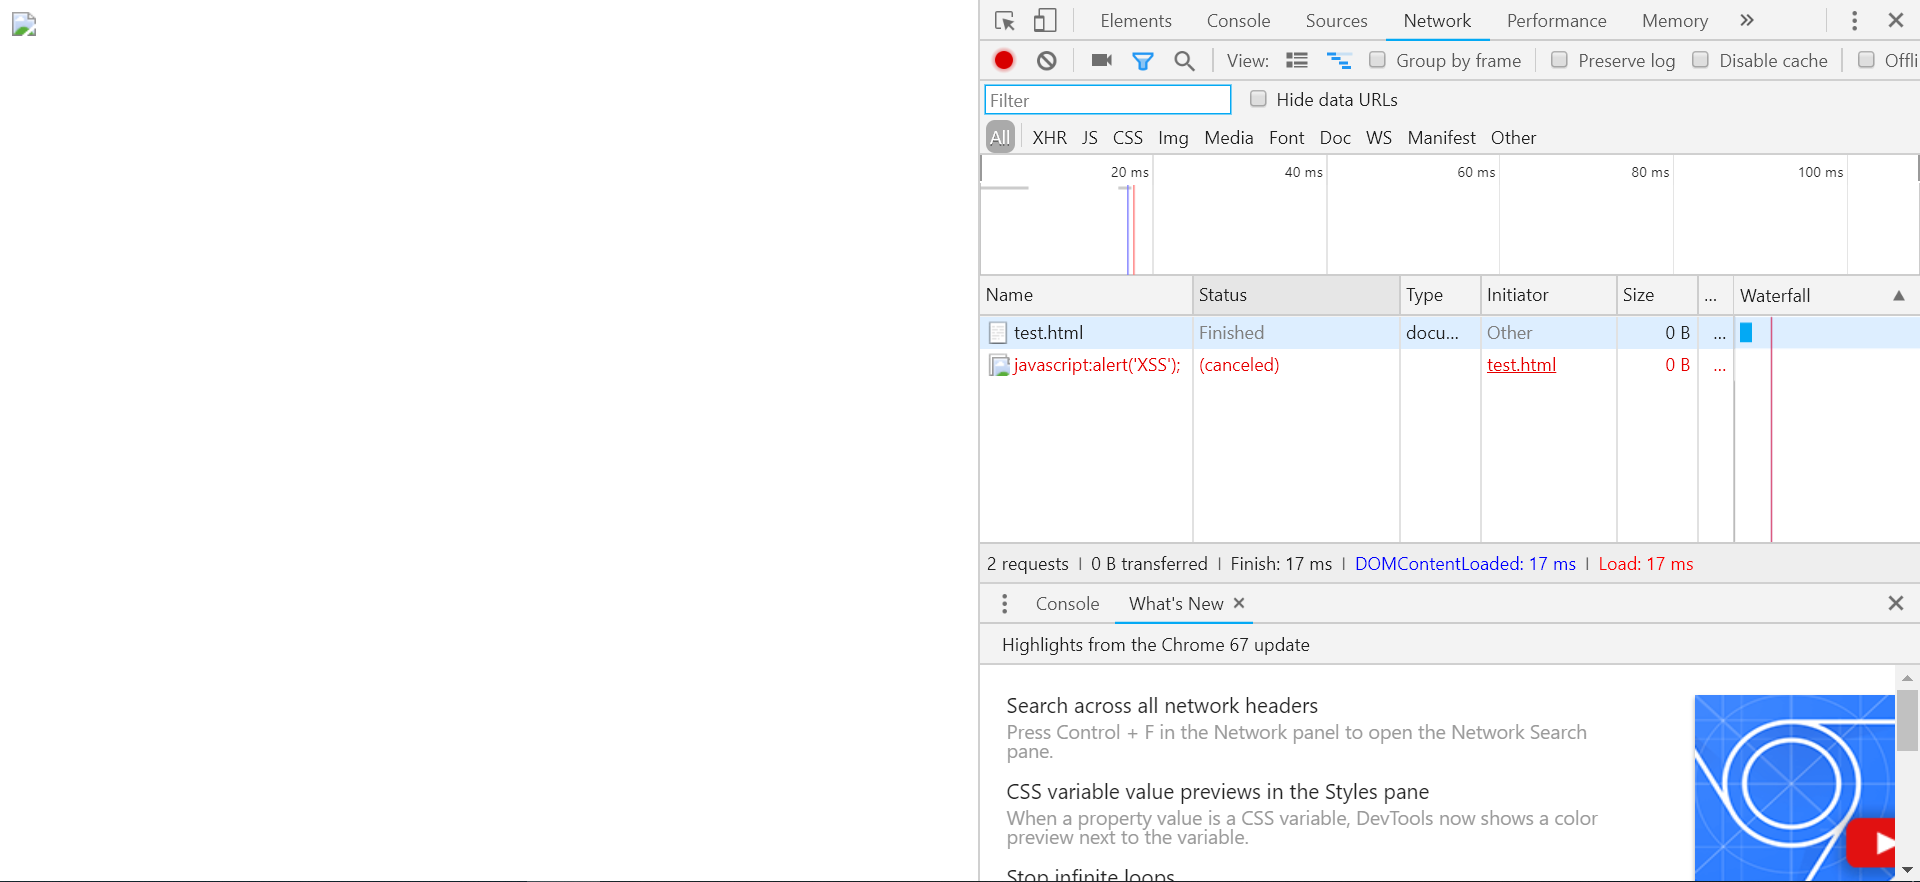 Elements Console Sources Network Performance Memory »
View: Group by frame Preserve log Disable cache Offli
Filter Hide data URLs
All XHR JS CSS Img Media Font Doc WS Manifest Other
20 ms 40 ms 60 ms 80 ms 100 ms
Name Status Type Initiator Size ... Waterfall
test.html Finished docu... Other 0 B ...
javascript:alert('XSS'); (canceled) test.html 0 B ...
2 requests | 0 B transferred | Finish: 17 ms | DOMContentLoaded: 17 ms | Load: 17 ms
Console What's New
Highlights from the Chrome 67 update
Search across all network headers
Press Control + F in the Network panel to open the Network Search
pane.
CSS variable value previews in the Styles pane
When a property value is a CSS variable, DevTools now shows a color
preview next to the variable.
Stop infinite loops